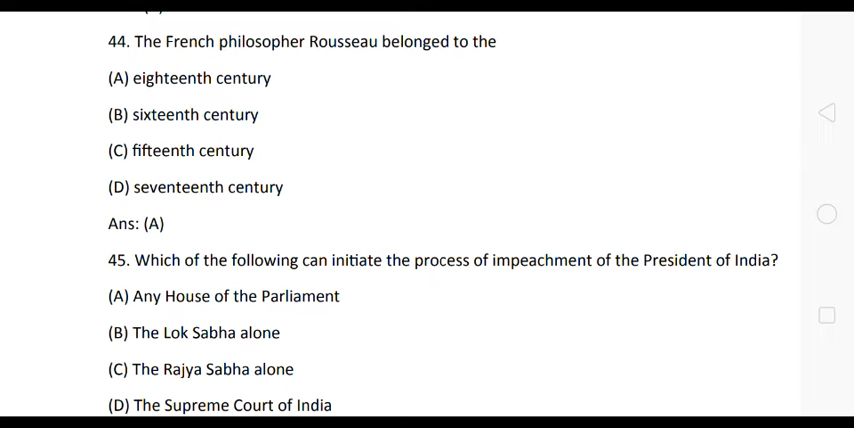 44. The French philosopher Rousseau belonged to the
(A) eighteenth century
(B) sixteenth century
(C) fifteenth century
(D) seventeenth century
Ans: (A)
45. Which of the following can initiate the process of impeachment of the President of India?
(A) Any House of the Parliament
(B) The Lok Sabha alone
(C) The Rajya Sabha alone
(D) The Supreme Court of India